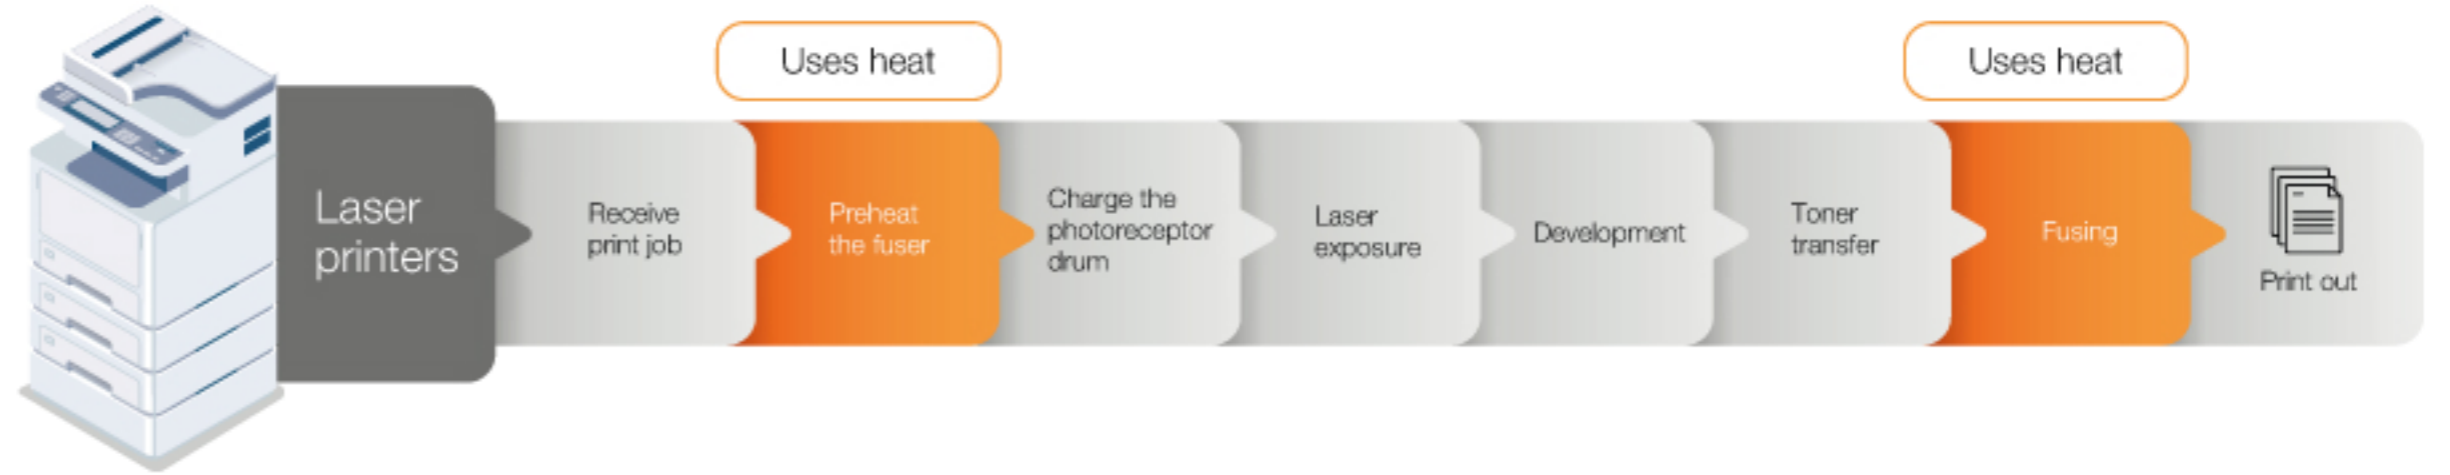 Uses heat
Uses heat
Laser
printers
Receive
print job
Preheat
the fuser
Charge the
photoreceptor
drum
Laser
exposure
Development
Toner
transfer
Fusing
Print out